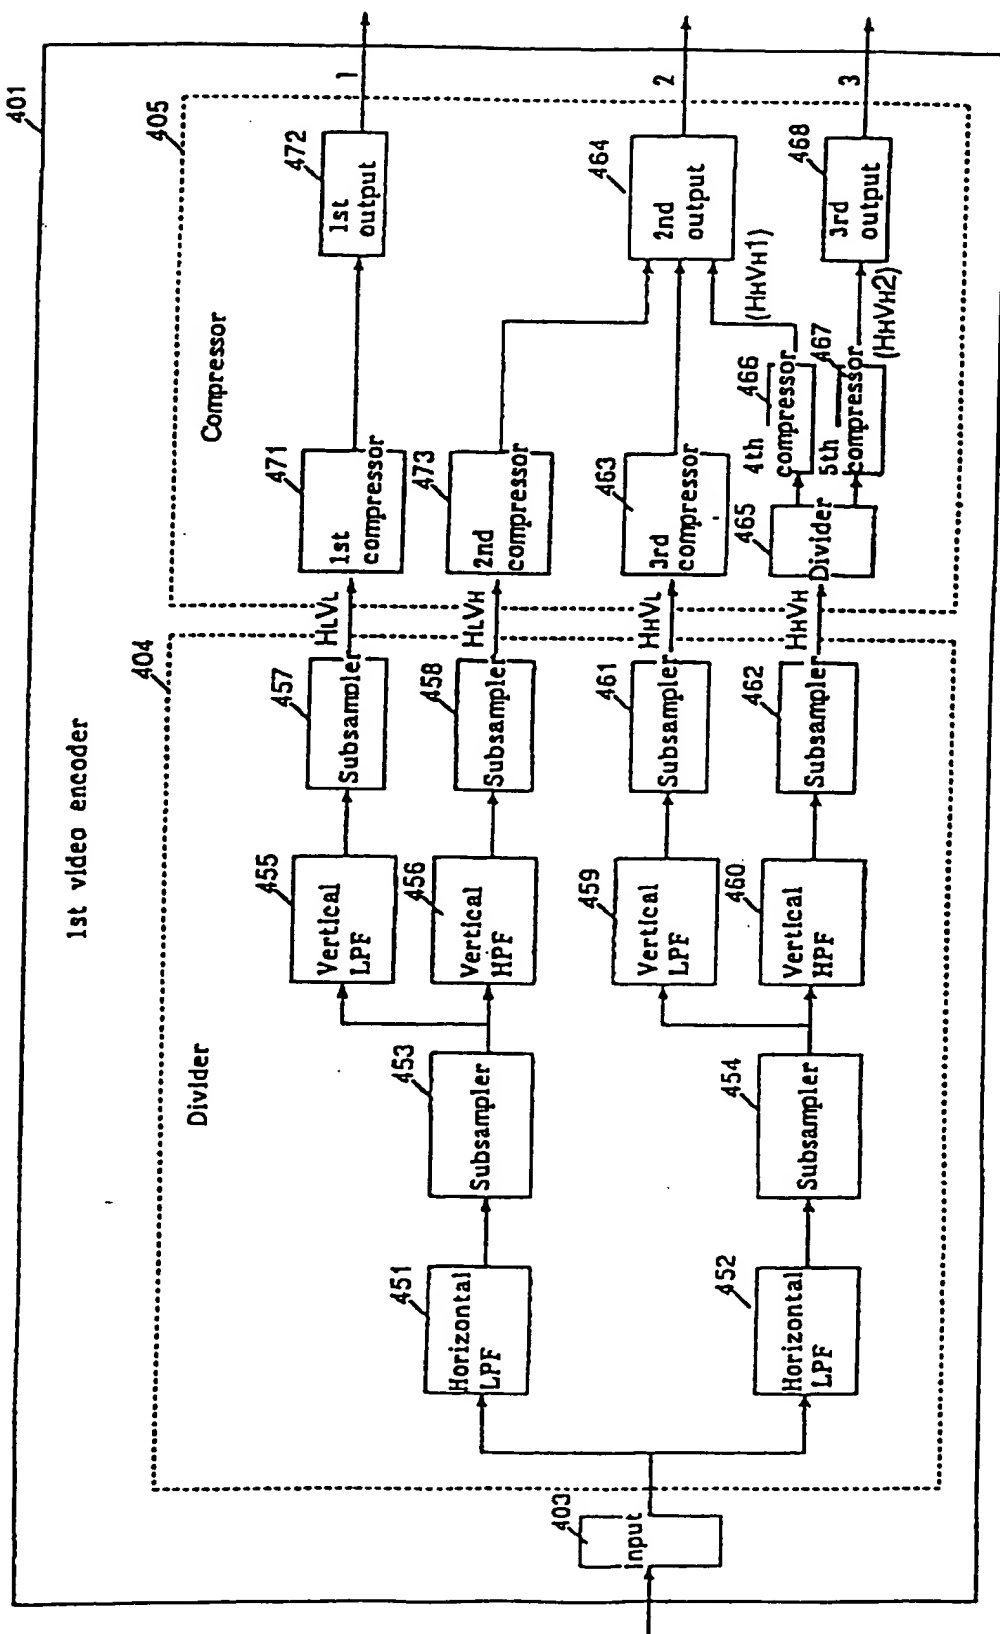 401
1st video encoder
404
Divider
405
Compressor
403
input
451
Horizontal
LPF
453
Subsampler
455
Vertical
LPF
457
Subsampler
HLVL
471
1st
compressor
472
1st
output
1
456
Vertical
HPF
458
Subsampler
HLVH
473
2nd
compressor
452
Horizontal
LPF
454
Subsampler
459
Vertical
LPF
461
Subsampler
HHVL
463
3rd
compressor
464
2nd
output
2
460
Vertical
HPF
462
Subsampler
HHVH
465
Divider
466
4th
compressor
(HHVH1)
467
5th
compressor
(HHVH2)
468
3rd
output
3